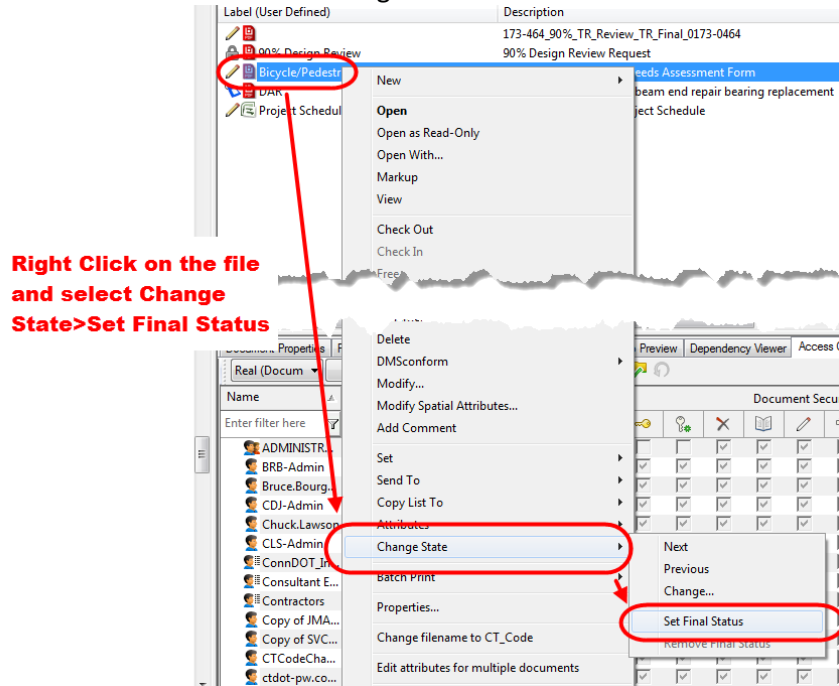 Label (User Defined) Description
173-464_90%_TR_Review_TR_Final_0173-0464
90% Design Review 90% Design Review Request
Bicycle/Pedestr eeds Assessment Form
DAR beam end repair bearing replacement
Project Schedul ject Schedule
New
Open
Open as Read-Only
Open With...
Markup
View
Check Out
Check In
Free
Right Click on the file
and select Change
State>Set Final Status
Delete
DMSconform
Modify...
Modify Spatial Attributes...
Add Comment
Set
Send To
Copy List To
Attributes
Change State
Batch Print
Properties...
Change filename to CT_Code
Edit attributes for multiple documents
Document Properties Preview Dependency Viewer Access
Real (Docum
Name Document Secu
Enter filter here
ADMINISTR...
BRB-Admin
Bruce.Bourg...
CDJ-Admin
Chuck.Lawson
CLS-Admin
ConnDOT_In...
Consultant E...
Contractors
Copy of JMA...
Copy of SVC...
CTCodeCha...
ctdot-pw.co...
Next
Previous
Change...
Set Final Status
Remove Final Status